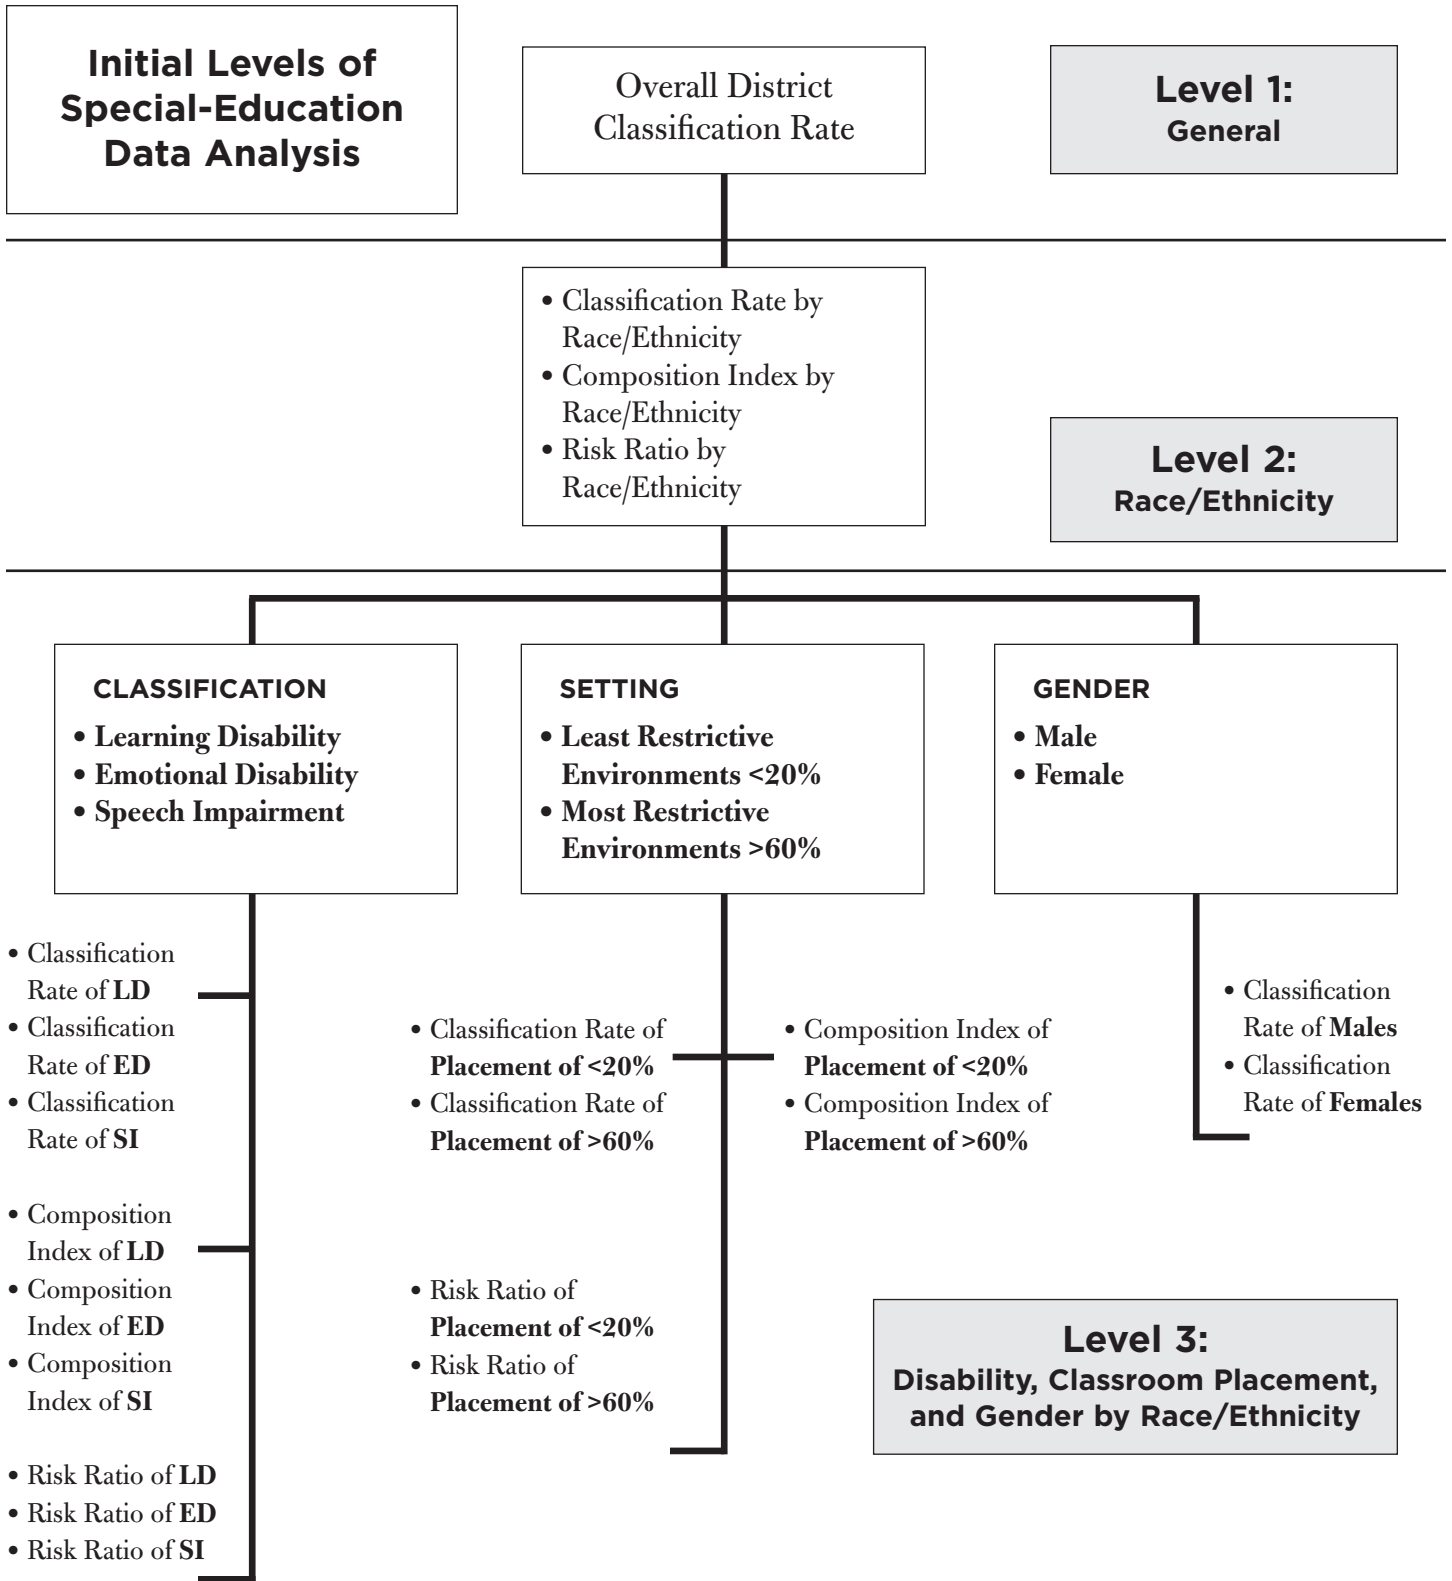 Initial Levels of
Special-Education
Data Analysis
Overall District
Classification Rate
Level 1:
General
• Classification Rate by
Race/Ethnicity
• Composition Index by
Race/Ethnicity
• Risk Ratio by
Race/Ethnicity
Level 2:
Race/Ethnicity
CLASSIFICATION
• Learning Disability
• Emotional Disability
• Speech Impairment
SETTING
• Least Restrictive
Environments <20%
• Most Restrictive
Environments >60%
GENDER
• Male
• Female
• Classification
Rate of LD
• Classification
Rate of ED
• Classification
Rate of SI
• Composition
Index of LD
• Composition
Index of ED
• Composition
Index of SI
• Risk Ratio of LD
• Risk Ratio of ED
• Risk Ratio of SI
• Classification Rate of
Placement of <20%
• Classification Rate of
Placement of >60%
• Composition Index of
Placement of <20%
• Composition Index of
Placement of >60%
• Risk Ratio of
Placement of <20%
• Risk Ratio of
Placement of >60%
• Classification
Rate of Males
• Classification
Rate of Females
Level 3:
Disability, Classroom Placement,
and Gender by Race/Ethnicity